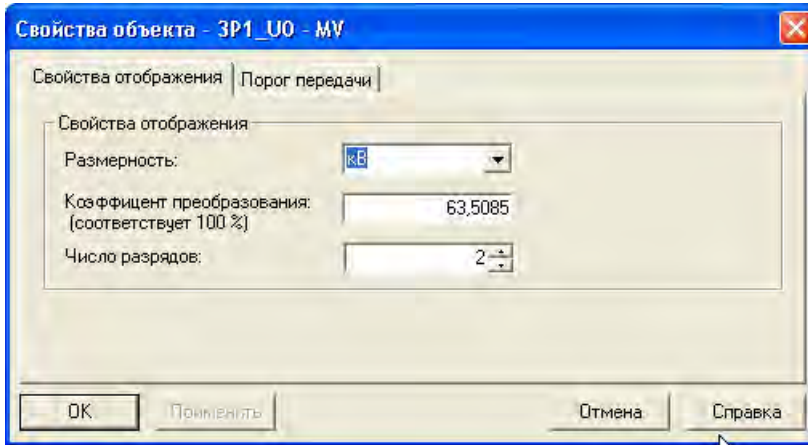 Свойства объекта - 3P1_U0 - MV
Свойства отображения
Порог передачи
Свойства отображения
Размерность:
кВ
Коэффицент преобразования:
(соответствует 100 %)
63,5085
Число разрядов:
2
OK
Применить
Отмена
Справка